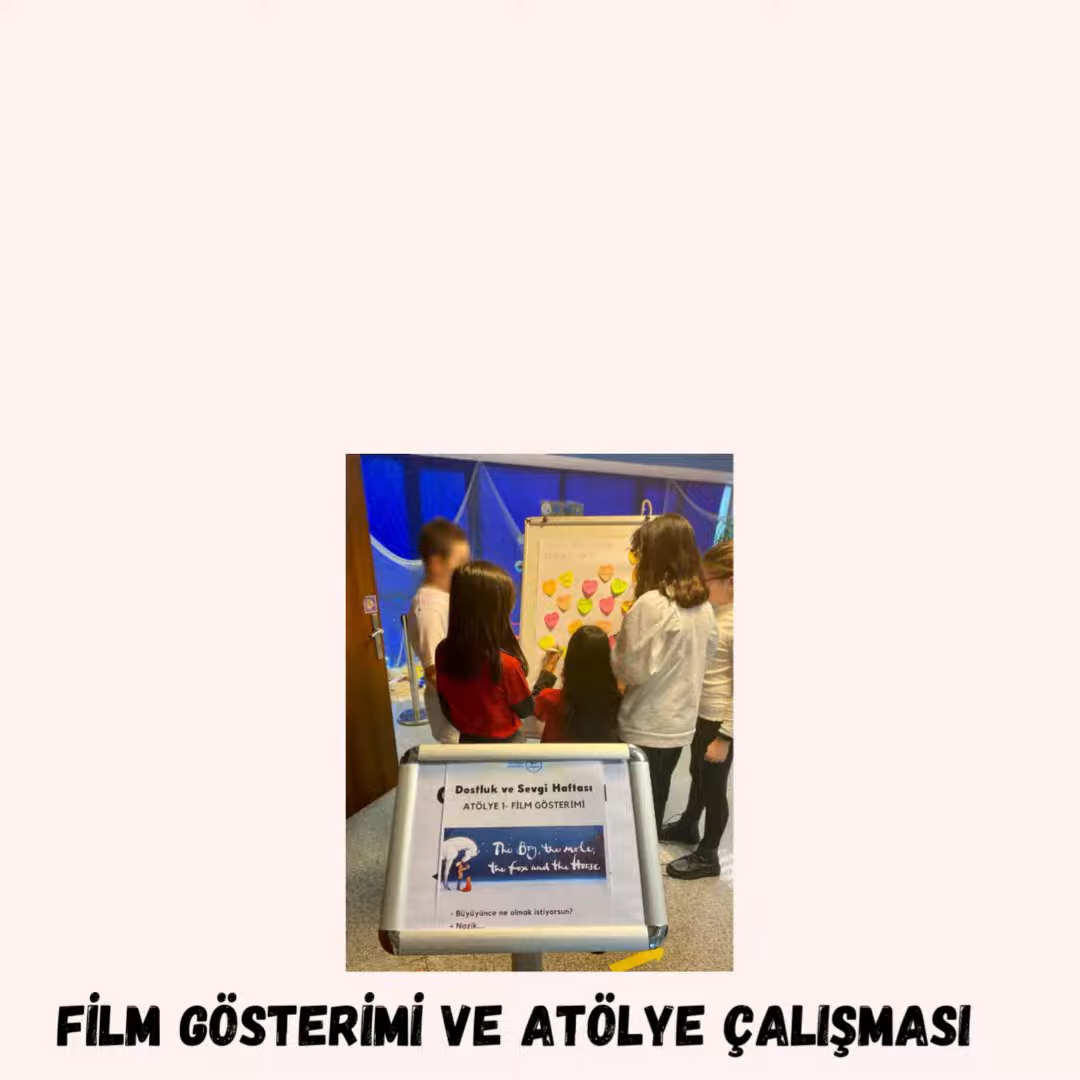 Dostluk ve Sevgi Haftası
ATÖLYE 1- FİLM GÖSTERİMİ
The Boy, the mole,
the fox and the Horse
- Büyüyünce ne olmak istiyorsun?
+ Nazik...
FİLM GÖSTERİMİ VE ATÖLYE ÇALIŞMASI